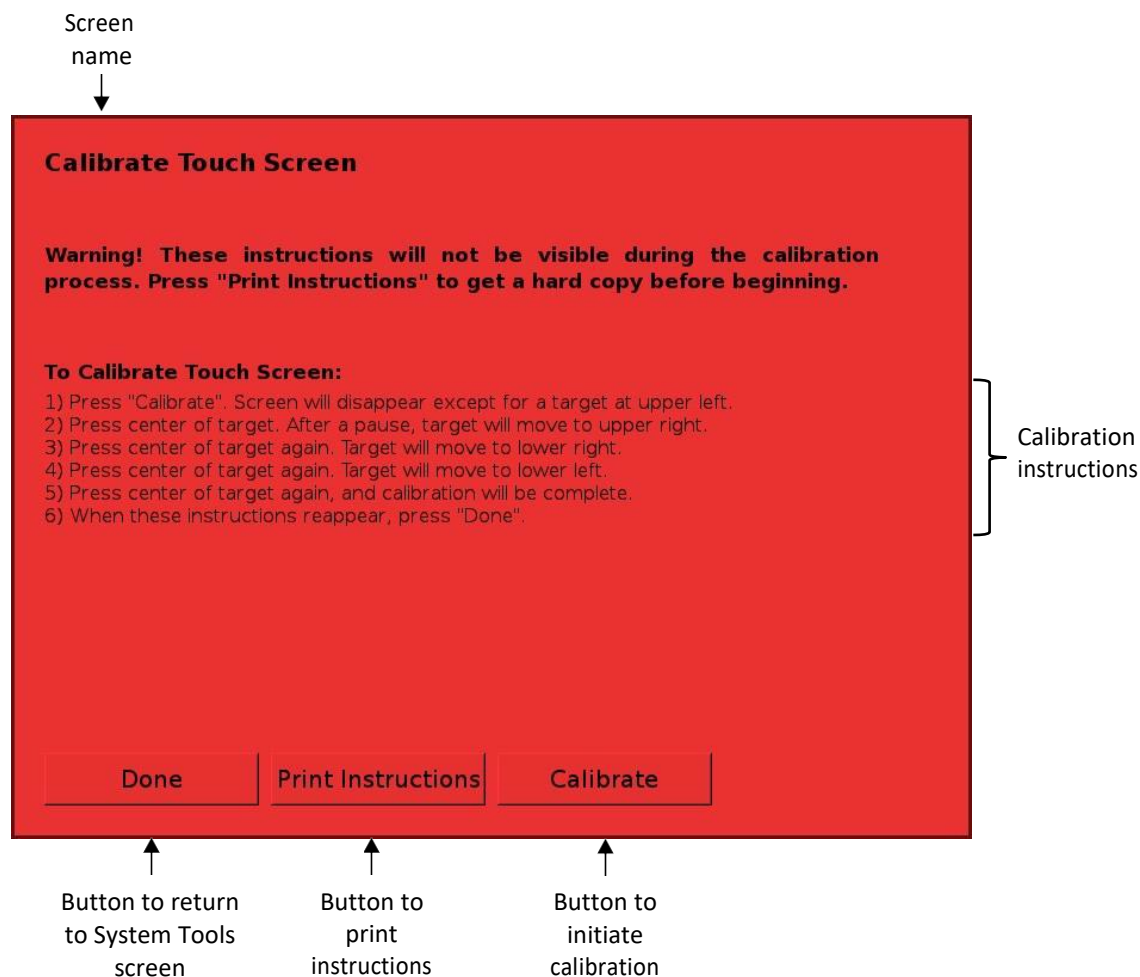 Screen
name
Calibrate Touch Screen
Warning! These instructions will not be visible during the calibration
process. Press "Print Instructions" to get a hard copy before beginning.
To Calibrate Touch Screen:
1) Press "Calibrate". Screen will disappear except for a target at upper left.
2) Press center of target. After a pause, target will move to upper right.
3) Press center of target again. Target will move to lower right.
4) Press center of target again. Target will move to lower left.
5) Press center of target again, and calibration will be complete.
6) When these instructions reappear, press "Done".
Calibration
instructions
Done
Print Instructions
Calibrate
Button to return
to System Tools
screen
Button to
print
instructions
Button to
initiate
calibration